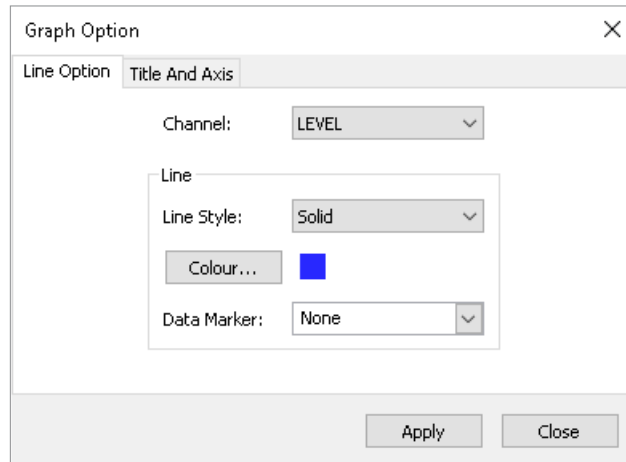 Graph Option
Line Option Title And Axis
Channel: LEVEL
Line
Line Style: Solid
Colour...
Data Marker: None
Apply Close